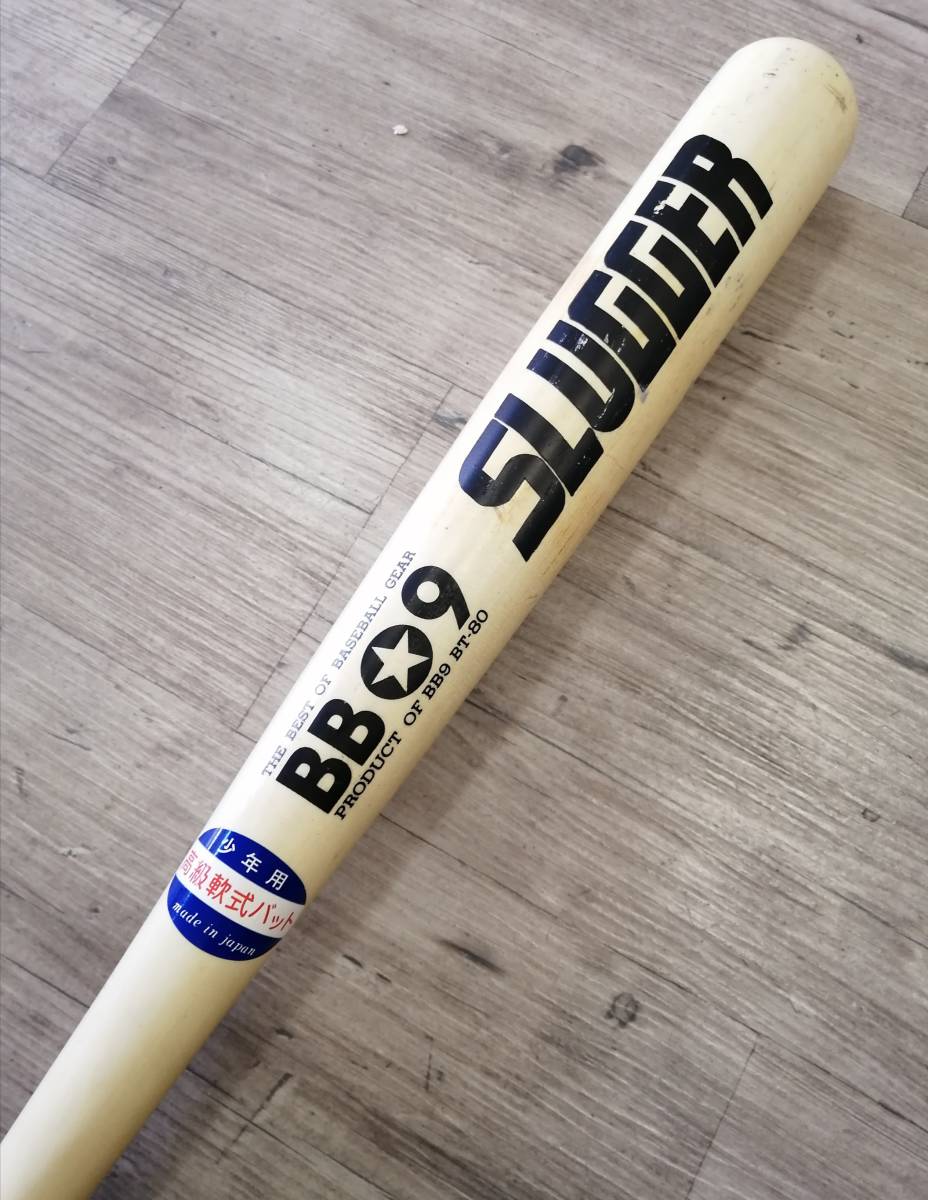 SLUGGER
THE BEST OF BASEBALL GEAR
BB★9
PRODUCT OF BB9 BT-80
少年用
高級軟式バット
made in japan